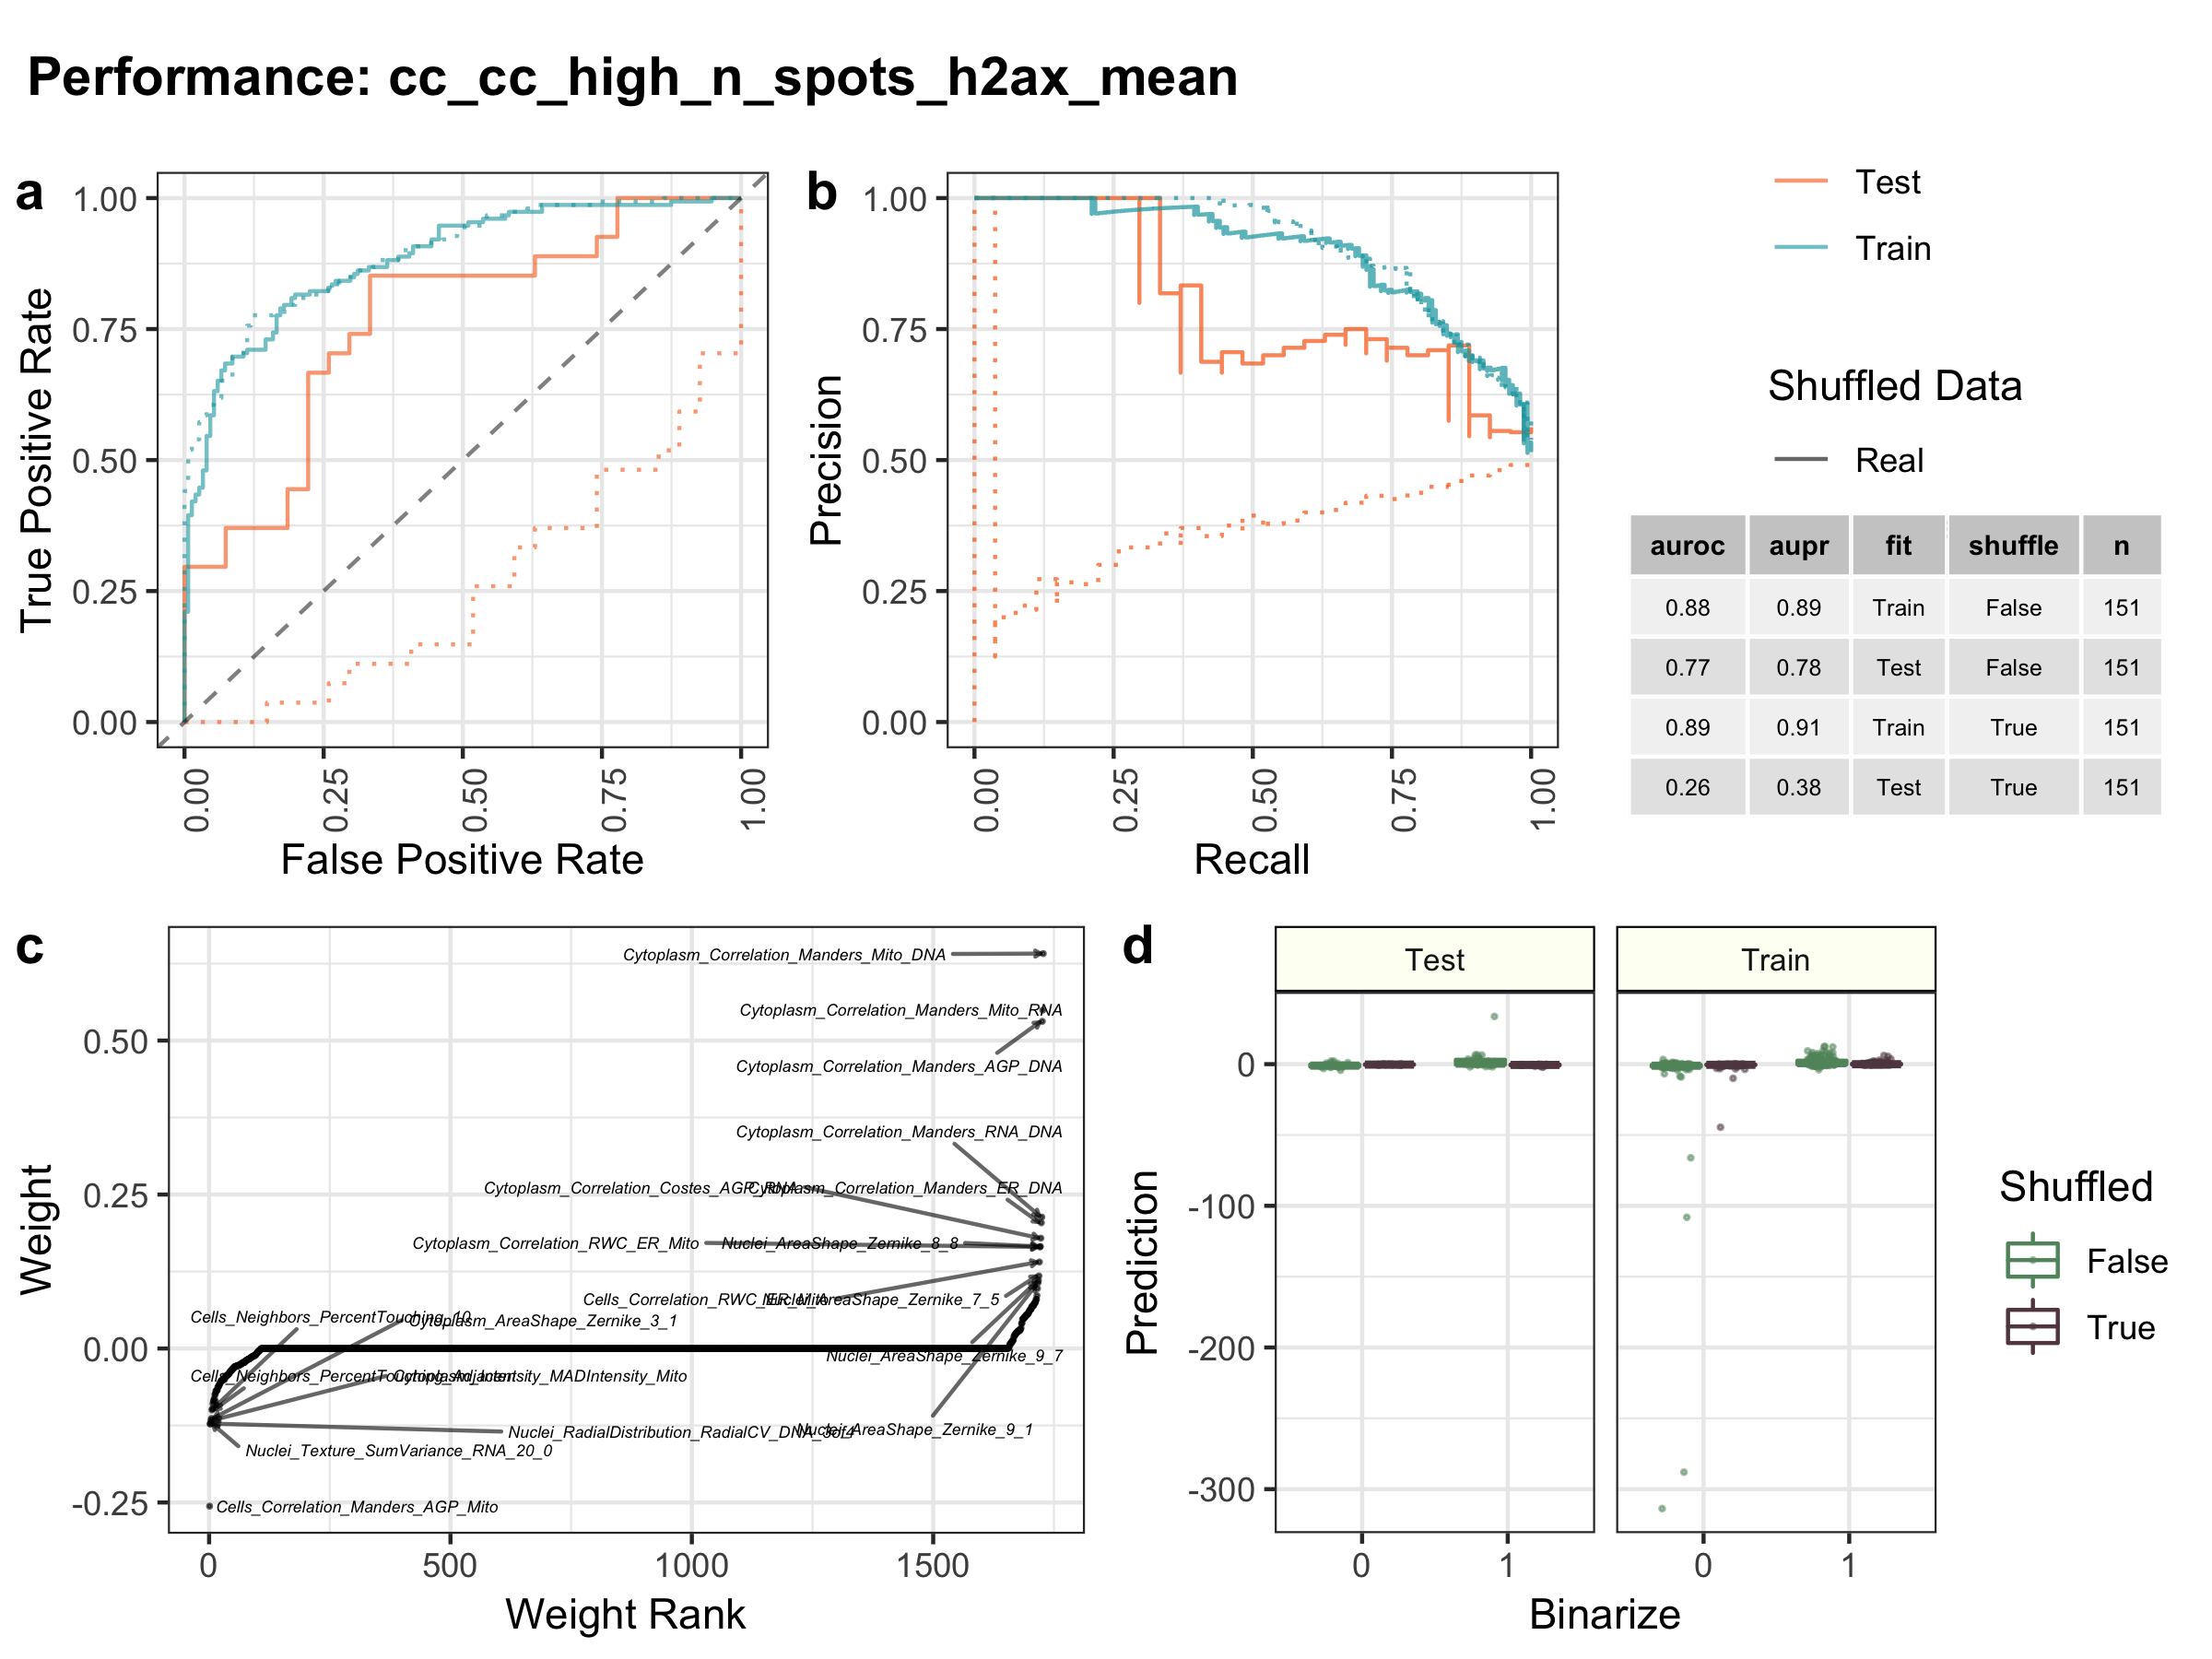 Performance: cc_cc_high_n_spots_h2ax_mean
a
1.00
0.75
0.50
0.25
0.00
True Positive Rate
0.00
0.25
0.50
0.75
1.00
False Positive Rate
b
1.00
0.75
0.50
0.25
0.00
Precision
0.00
0.25
0.50
0.75
1.00
Recall
Test
Train
Shuffled Data
Real
auroc aupr fit shuffle n
0.88 0.89 Train False 151
0.77 0.78 Test False 151
0.89 0.91 Train True 151
0.26 0.38 Test True 151
c
0.50
0.25
0.00
-0.25
Weight
Cytoplasm_Correlation_Manders_Mito_DNA
Cytoplasm_Correlation_Manders_Mito_RNA
Cytoplasm_Correlation_Manders_AGP_DNA
Cytoplasm_Correlation_Manders_RNA_DNA
Cytoplasm_Correlation_Costes_AGP_RNA
Cytoplasm_Correlation_Manders_ER_DNA
Cytoplasm_Correlation_RWC_ER_Mito
Nuclei_AreaShape_Zernike_8_8
Cells_Correlation_RWC_ER_Mito
Nuclei_AreaShape_Zernike_7_5
Cells_Neighbors_PercentTouching_10
Cytoplasm_AreaShape_Zernike_3_1
Nuclei_AreaShape_Zernike_9_7
Cells_Neighbors_PercentTouching_Adjacent
Cytoplasm_Intensity_MADIntensity_Mito
Nuclei_RadialDistribution_RadialCV_DNA_3of4
Nuclei_AreaShape_Zernike_9_1
Nuclei_Texture_SumVariance_RNA_20_0
Cells_Correlation_Manders_AGP_Mito
0
500
1000
1500
Weight Rank
d
Test
Train
0
-100
-200
-300
Prediction
0
1
0
1
Binarize
Shuffled
False
True